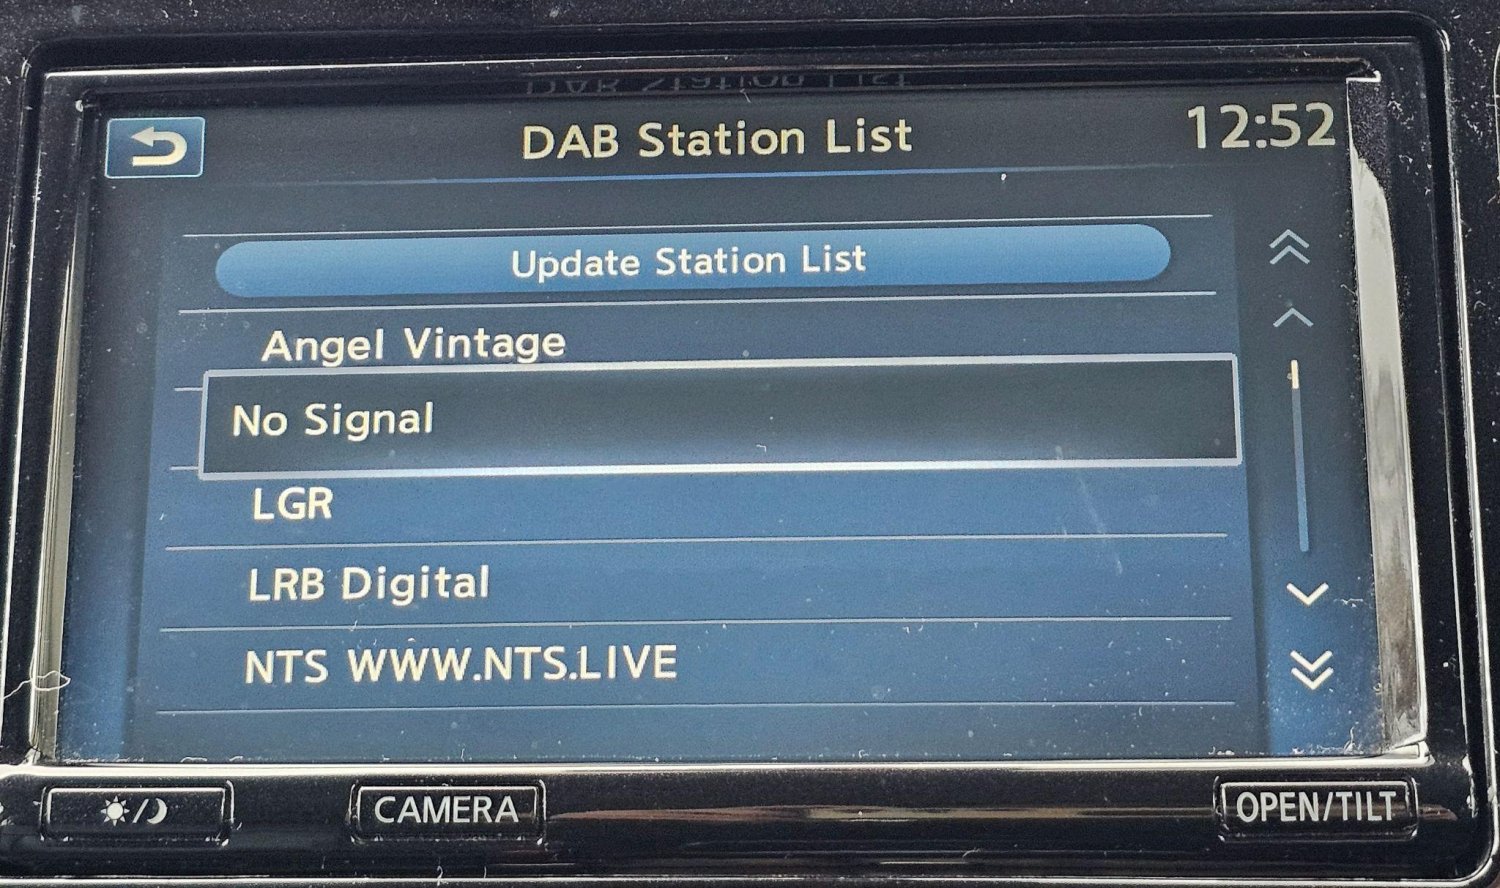 DAB Station List
12:52
Update Station List
Angel Vintage
No Signal
LGR
LRB Digital
NTS WWW.NTS.LIVE
CAMERA
OPEN/TILT